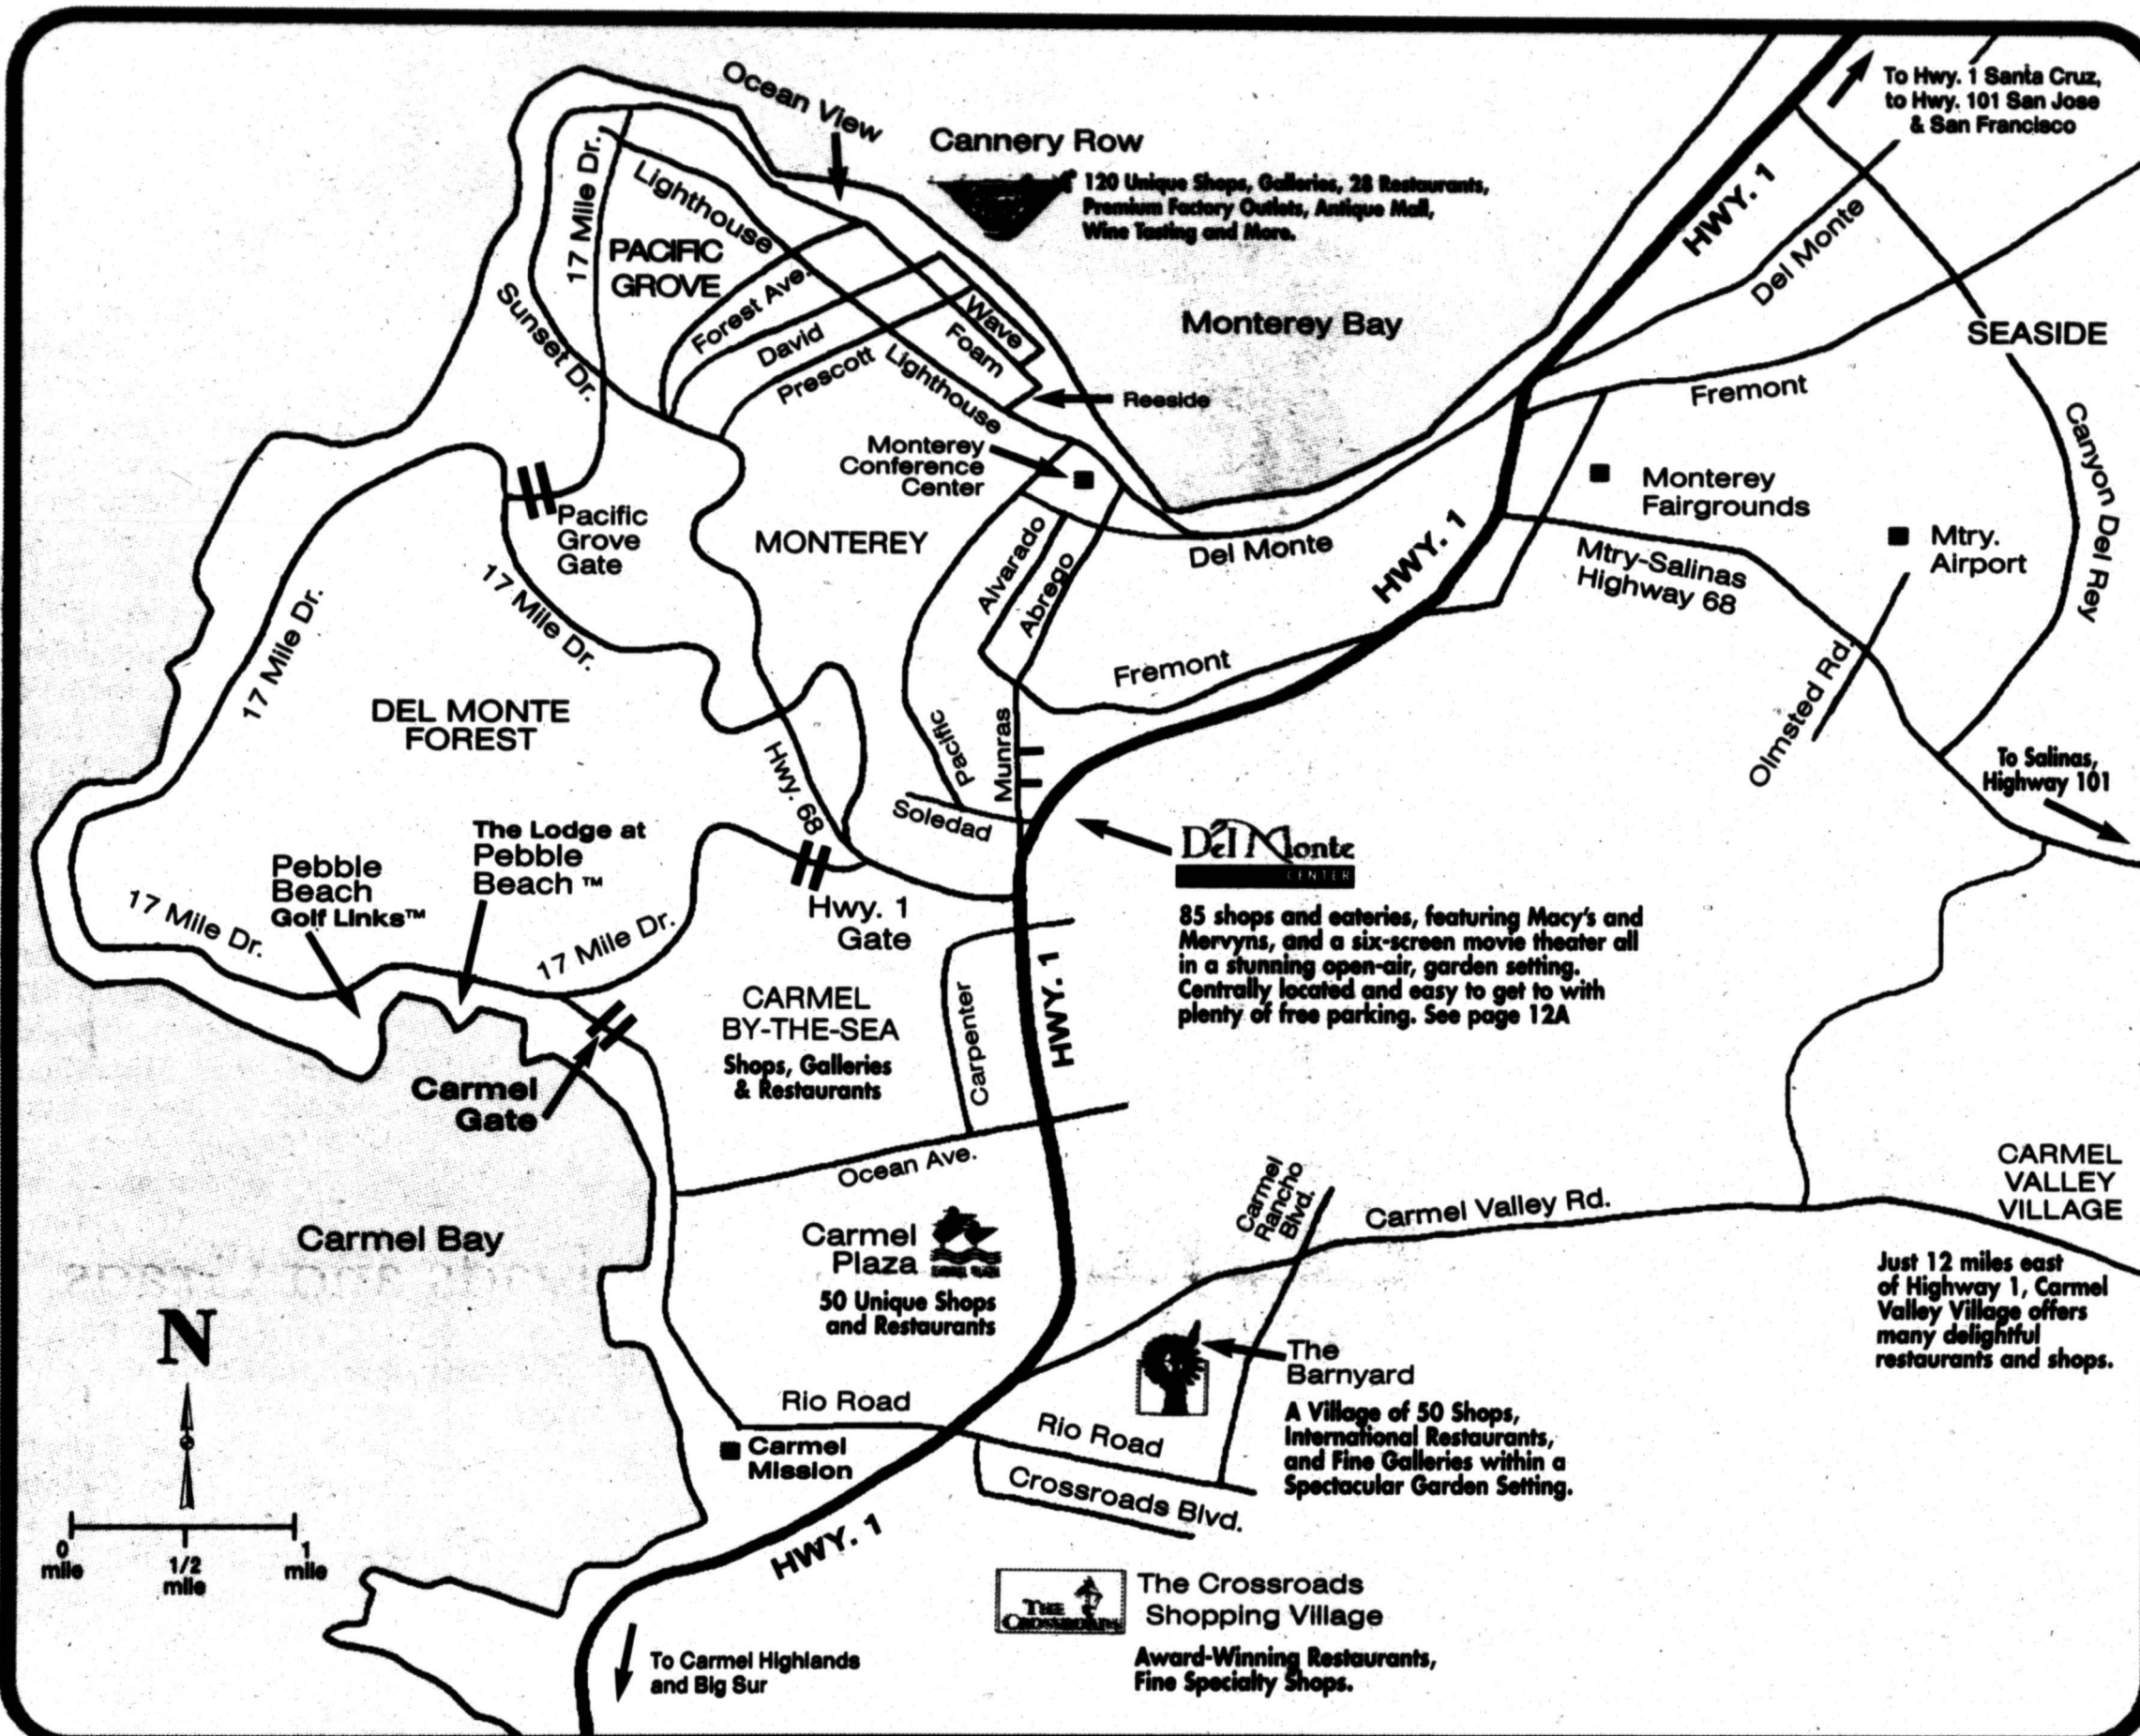 Ocean View
Cannery Row
120 Unique Shops, Galleries, 28 Restaurants,
Premium Factory Outlets, Antique Mall,
Wine Tasting and More.
To Hwy. 1 Santa Cruz,
to Hwy. 101 San Jose
& San Francisco
HWY. 1
Del Monte
17 Mile Dr.
Lighthouse
PACIFIC
GROVE
Forest Ave.
David
Prescott
Lighthouse
Wave
Foam
Reeside
Sunset Dr.
Monterey Bay
SEASIDE
Fremont
Canyon Del Rey
Monterey
Conference
Center
Monterey
Fairgrounds
Mtry.
Airport
Pacific
Grove
Gate
MONTEREY
Alvarado
Abrego
Del Monte
HWY. 1
Mtry-Salinas
Highway 68
17 Mile Dr.
17 Mile Dr.
Fremont
Olmsted Rd.
DEL MONTE
FOREST
Pacific
Munras
Hwy. 68
Soledad
To Salinas,
Highway 101
Del Monte
CENTER
85 shops and eateries, featuring Macy's and
Mervyns, and a six-screen movie theater all
in a stunning open-air, garden setting.
Centrally located and easy to get to with
plenty of free parking. See page 12A
The Lodge at
Pebble
Beach ™
Pebble
Beach
Golf Links™
17 Mile Dr.
17 Mile Dr.
Hwy. 1
Gate
CARMEL
BY-THE-SEA
Shops, Galleries
& Restaurants
Carpenter
HWY. 1
Carmel
Gate
Ocean Ave.
Carmel
Rancho
Blvd.
Carmel Valley Rd.
CARMEL
VALLEY
VILLAGE
Just 12 miles east
of Highway 1, Carmel
Valley Village offers
many delightful
restaurants and shops.
Carmel Bay
Carmel
Plaza
50 Unique Shops
and Restaurants
N
The
Barnyard
A Village of 50 Shops,
International Restaurants,
and Fine Galleries within a
Spectacular Garden Setting.
Rio Road
Rio Road
Carmel
Mission
Crossroads Blvd.
HWY. 1
0
mile
1/2
mile
1
mile
THE
CROSSROADS
The Crossroads
Shopping Village
Award-Winning Restaurants,
Fine Specialty Shops.
To Carmel Highlands
and Big Sur